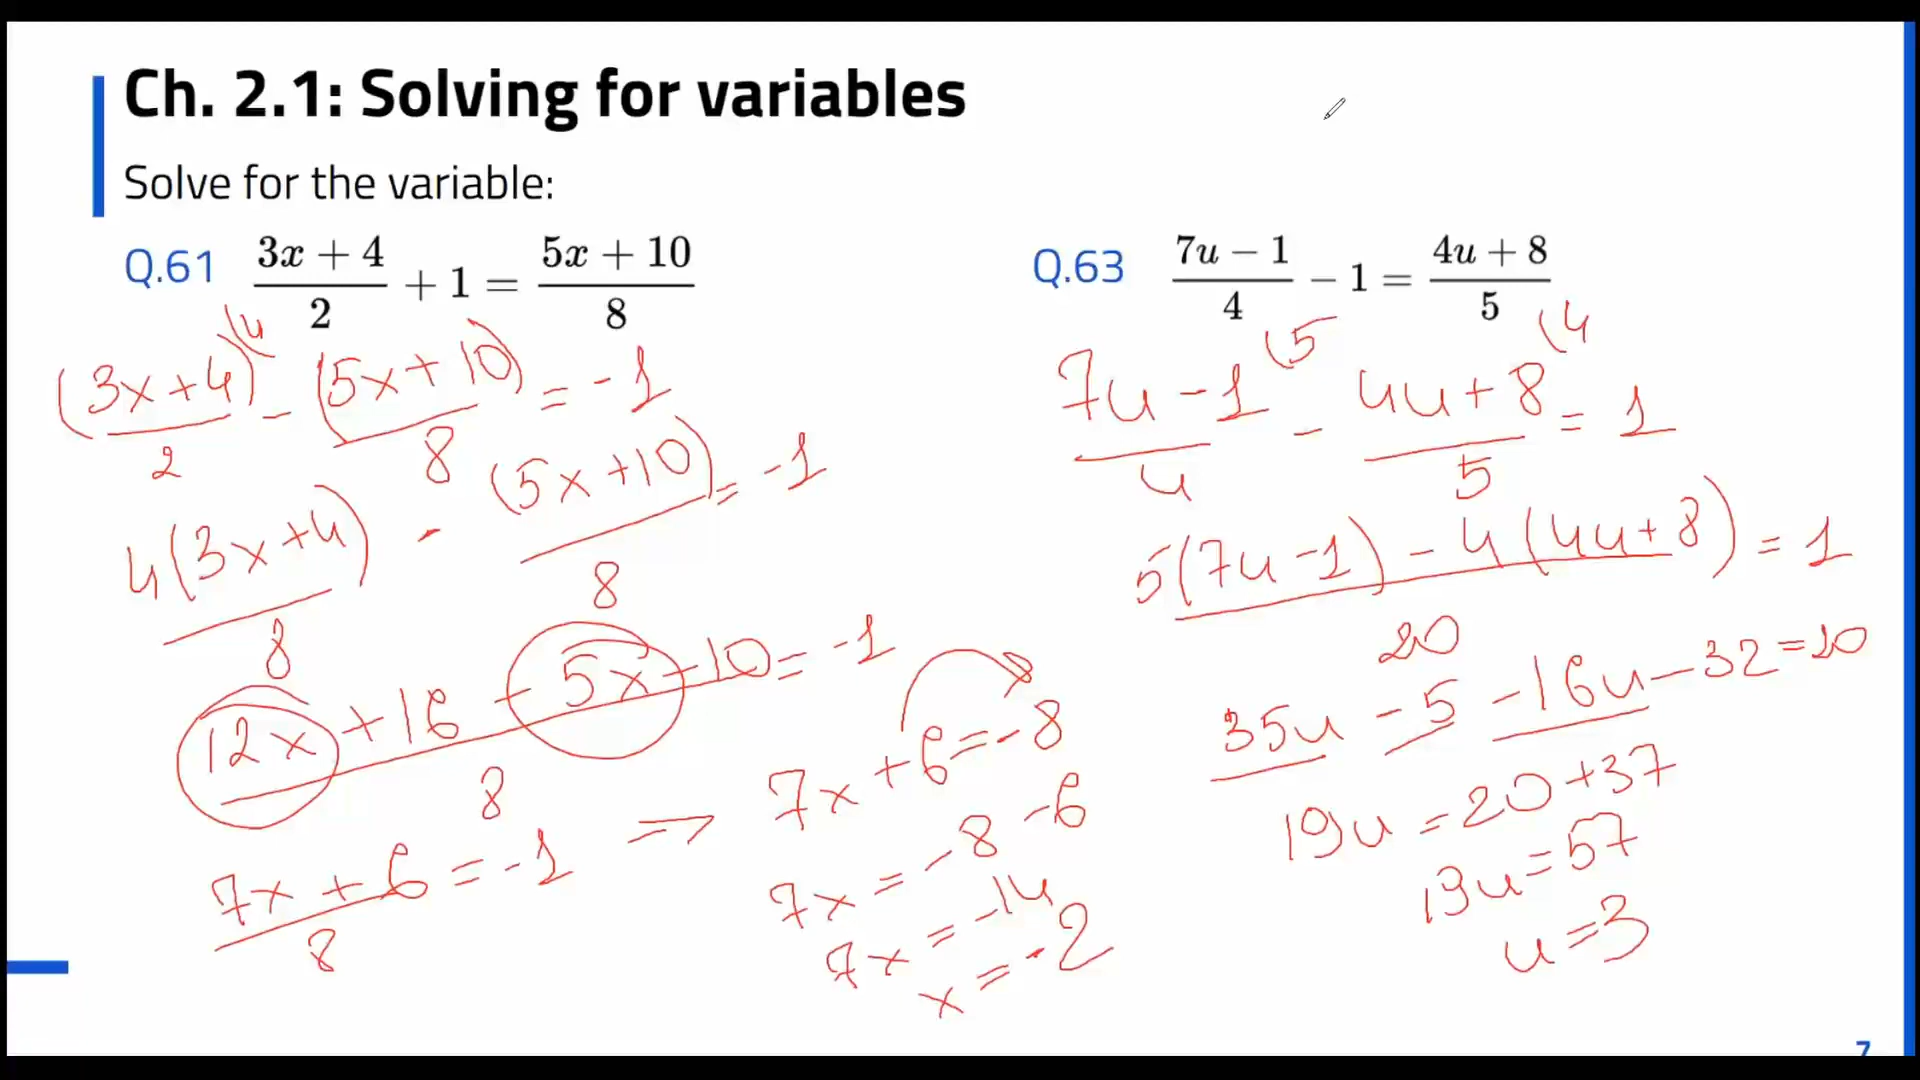 Ch. 2.1: Solving for variables
Solve for the variable:
Q.61 (3x + 4)/2 + 1 = (5x + 10)/8
(3x+4)(4/2 - (5x+10)/8 = -1
4(3x+4)/8 - (5x+10)/8 = -1
(12x+16 - 5x-10)/8 = -1
(7x+6)/8 = -1 ⇒ 7x+6=-8
7x = -8 -6
7x = -14
x = -2
Q.63 (7u − 1)/4 − 1 = (4u + 8)/5
(7u-1)/4 (5 - (4u+8)/5 (4 = 1
(5(7u-1) - 4(4u+8))/20 = 1
35u - 5 - 16u - 32 = 20
19u = 20+37
19u = 57
u = 3
7